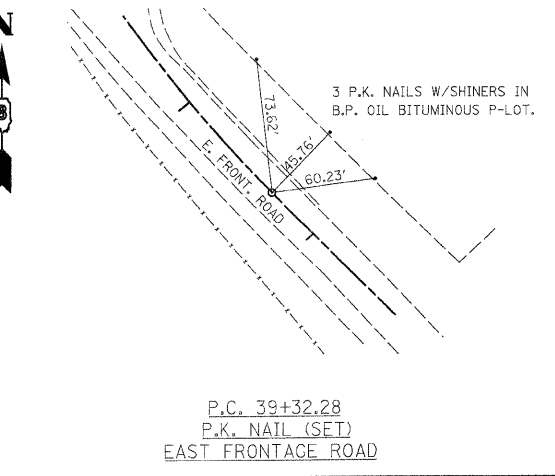 N
3 P.K. NAILS W/SHINERS IN
B.P. OIL BITUMINOUS P-LOT.
73.62'
45.76'
60.23'
E. FRONT. ROAD
P.C. 39+32.28
P.K. NAIL (SET)
EAST FRONTAGE ROAD